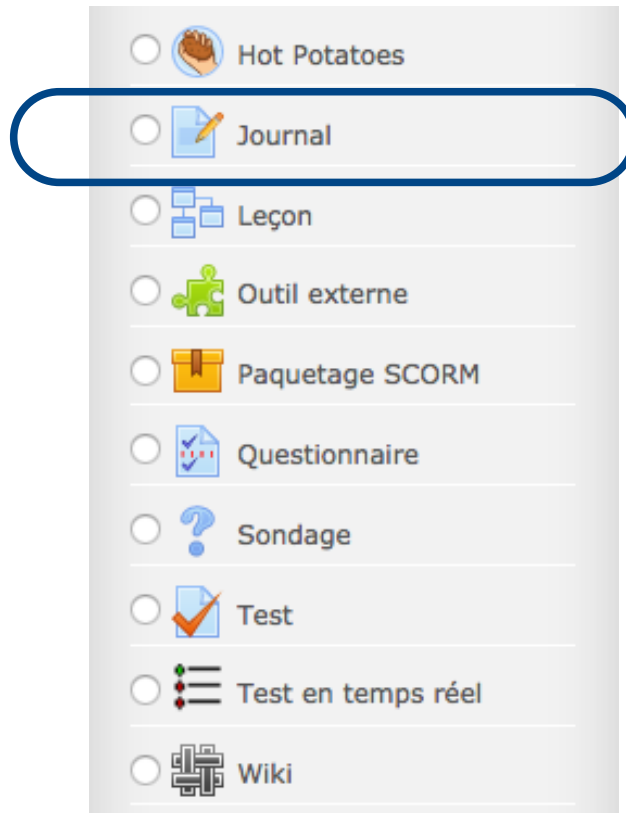 Hot Potatoes
Journal
Leçon
Outil externe
Paquetage SCORM
Questionnaire
Sondage
Test
Test en temps réel
Wiki